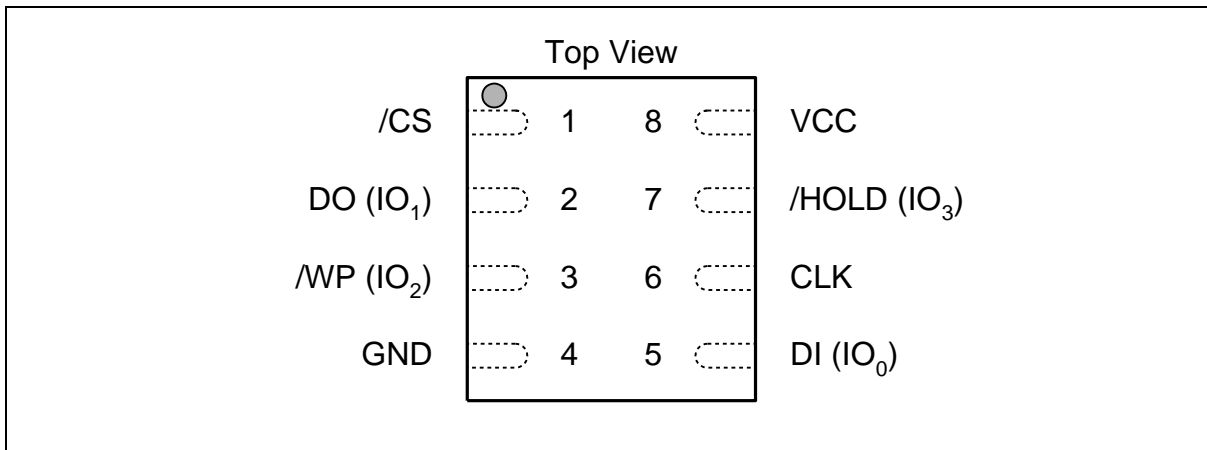 Top View
/CS 1 8 VCC
DO (IO₁) 2 7 /HOLD (IO₃)
/WP (IO₂) 3 6 CLK
GND 4 5 DI (IO₀)